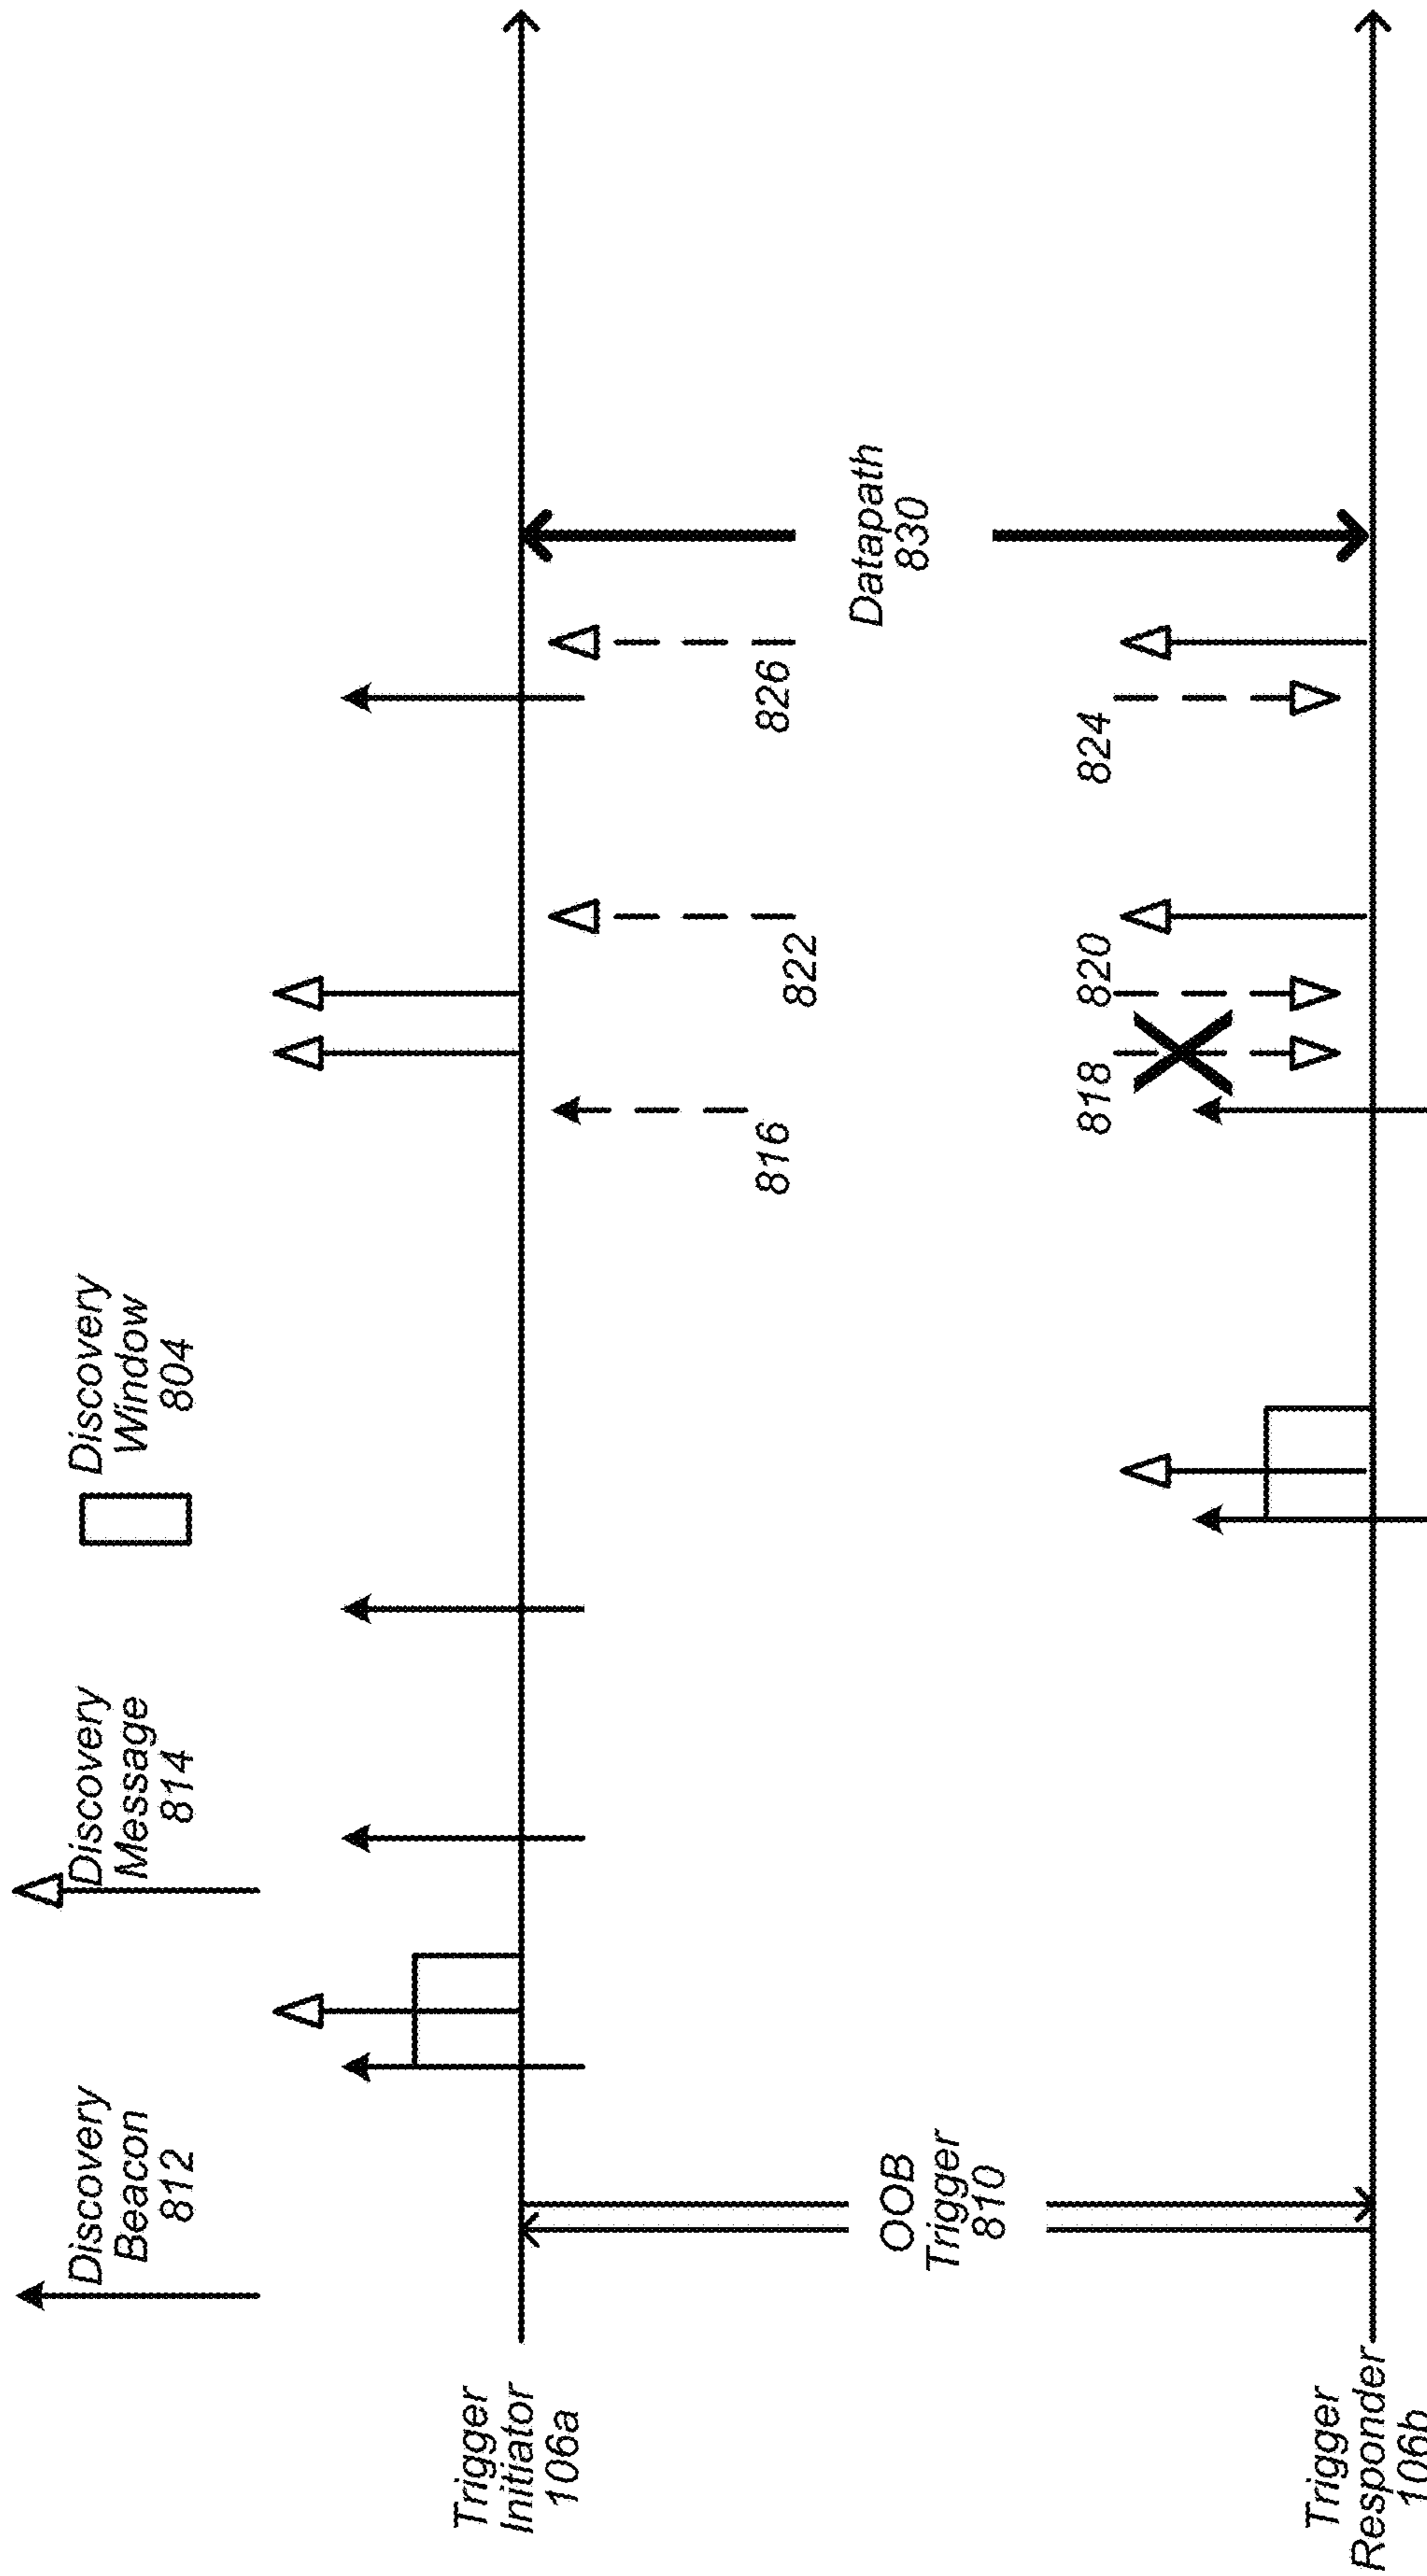 Discovery
Beacon
812
Discovery
Message
814
Discovery
Window
804
Trigger
Initiator
106a
OOB
Trigger
810
816
822
826
Datapath
830
818
820
824
Trigger
Responder
106b